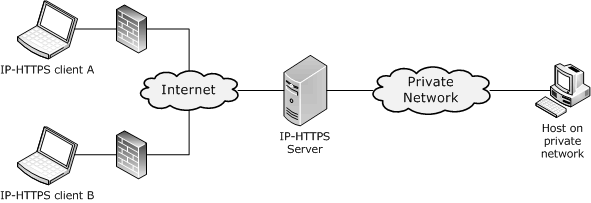 IP-HTTPS client A
Internet
IP-HTTPS
Server
Private
Network
Host on
private
network
IP-HTTPS client B